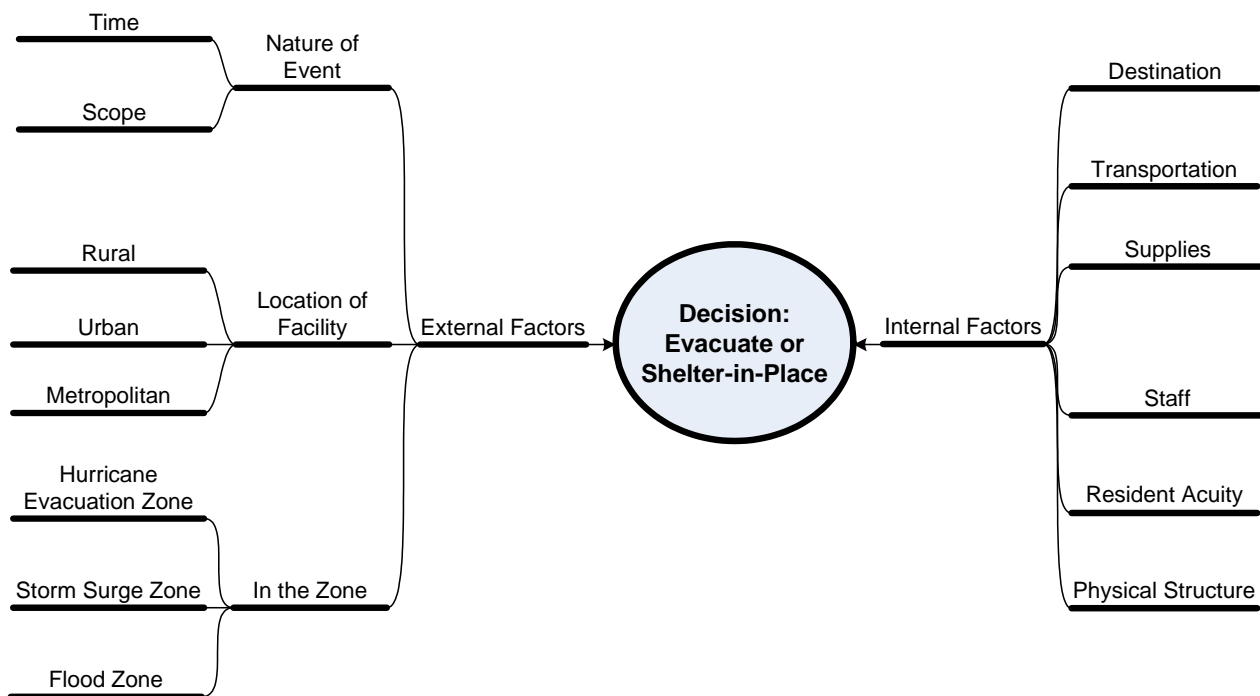 Time
Nature of
Event
Scope
Rural
Location of
Facility
Urban
Metropolitan
Hurricane
Evacuation Zone
Storm Surge Zone
In the Zone
Flood Zone
External Factors
Decision:
Evacuate or
Shelter-in-Place
Internal Factors
Destination
Transportation
Supplies
Staff
Resident Acuity
Physical Structure